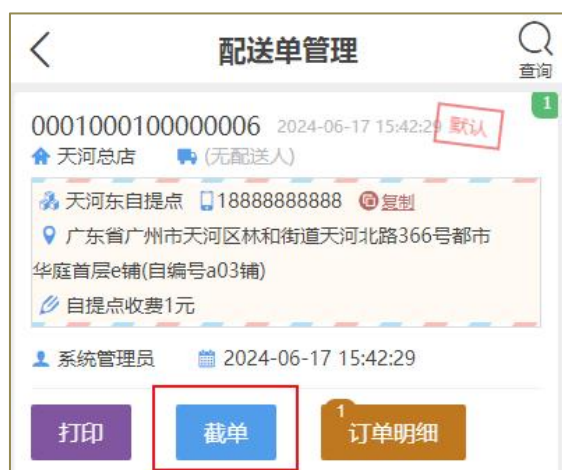 配送单管理
查询
1
0001000100000006 2024-06-17 15:42:29 默认
天河总店 (无配送人)
天河东自提点 18888888888 复制
广东省广州市天河区林和街道天河北路366号都市
华庭首层e铺(自编号a03铺)
自提点收费1元
系统管理员 2024-06-17 15:42:29
打印 截单 1 订单明细